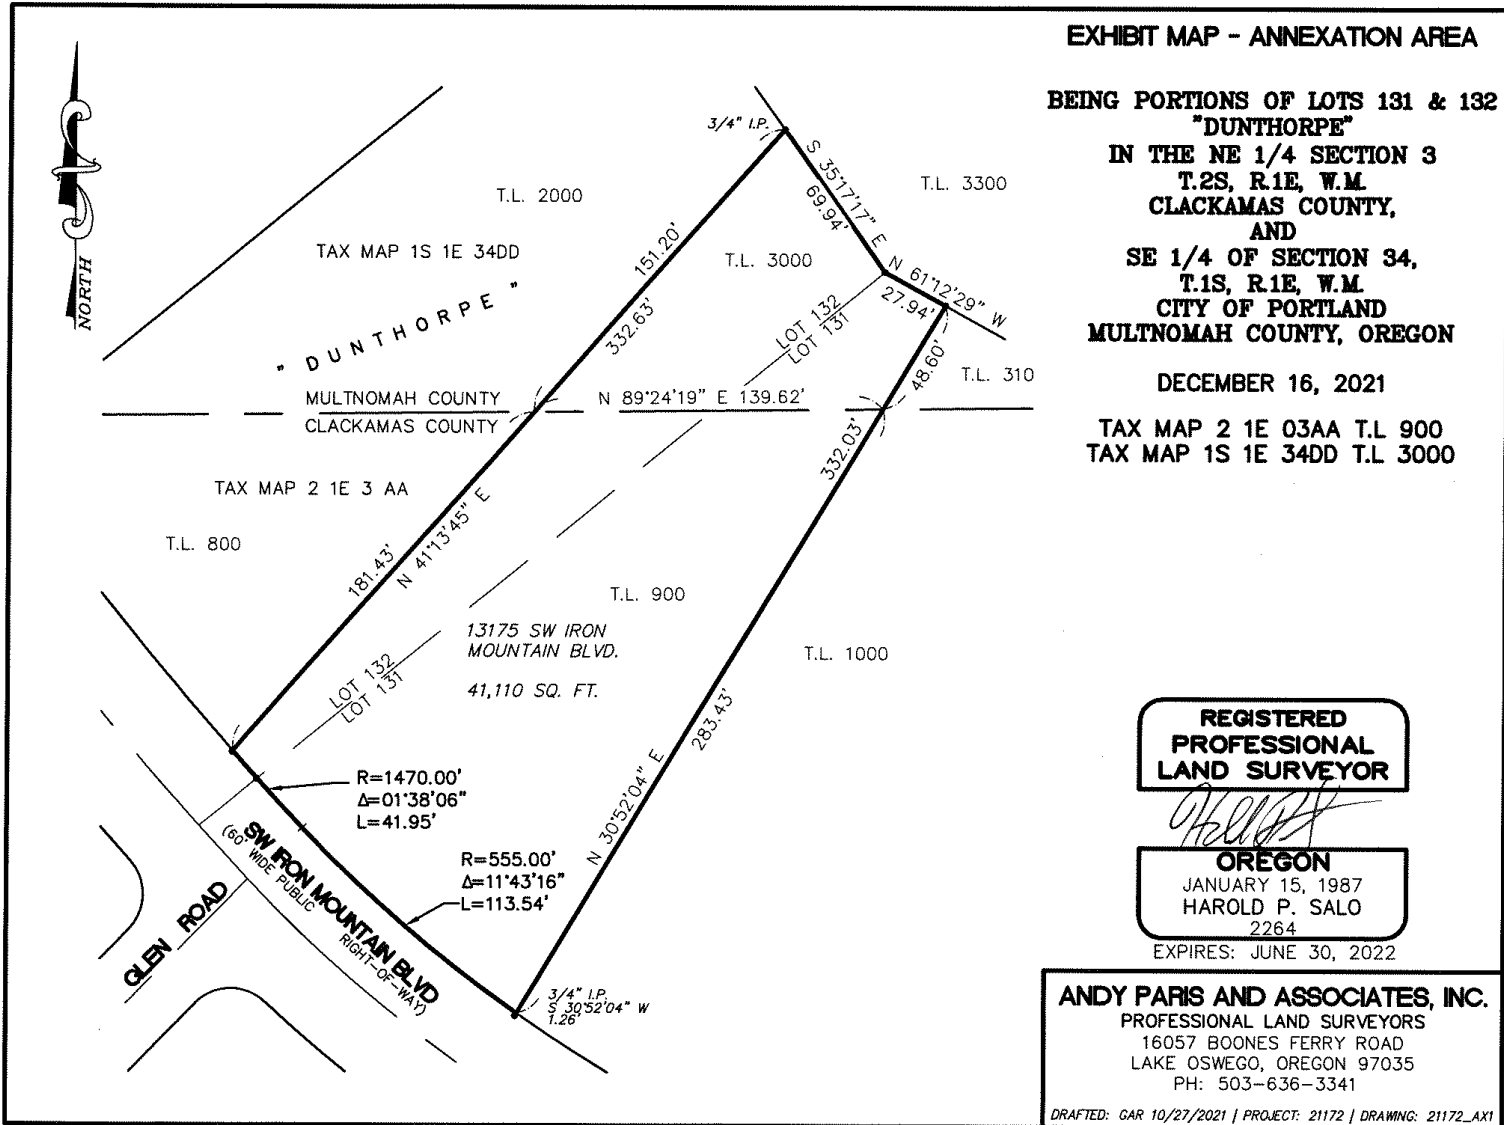 EXHIBIT MAP - ANNEXATION AREA
BEING PORTIONS OF LOTS 131 & 132
"DUNTHORPE"
IN THE NE 1/4 SECTION 3
T.2S, R.1E, W.M.
CLACKAMAS COUNTY,
AND
SE 1/4 OF SECTION 34,
T.1S, R.1E, W.M.
CITY OF PORTLAND
MULTNOMAH COUNTY, OREGON
DECEMBER 16, 2021
TAX MAP 2 1E 03AA T.L 900
TAX MAP 1S 1E 34DD T.L 3000
NORTH
3/4" I.P.
S 35°17'17" E
69.94'
T.L. 3300
T.L. 2000
TAX MAP 1S 1E 34DD
" DUNTHORPE "
151.20'
332.63'
T.L. 3000
N 61°12'29" W
27.94'
LOT 132
LOT 131
48.60'
T.L. 310
MULTNOMAH COUNTY
CLACKAMAS COUNTY
N 89°24'19" E 139.62'
332.03'
TAX MAP 2 1E 3 AA
T.L. 800
181.43'
N 41°13'45" E
T.L. 900
13175 SW IRON
MOUNTAIN BLVD.
41,110 SQ. FT.
T.L. 1000
LOT 132
LOT 131
283.43'
N 30°52'04" E
R=1470.00'
Δ=01°38'06"
L=41.95'
R=555.00'
Δ=11°43'16"
L=113.54'
SW IRON MOUNTAIN BLVD
(60' WIDE PUBLIC
RIGHT-OF-WAY)
GLEN ROAD
3/4" I.P.
S 30°52'04" W
1.26'
REGISTERED
PROFESSIONAL
LAND SURVEYOR
OREGON
JANUARY 15, 1987
HAROLD P. SALO
2264
EXPIRES: JUNE 30, 2022
ANDY PARIS AND ASSOCIATES, INC.
PROFESSIONAL LAND SURVEYORS
16057 BOONES FERRY ROAD
LAKE OSWEGO, OREGON 97035
PH: 503-636-3341
DRAFTED: GAR 10/27/2021 | PROJECT: 21172 | DRAWING: 21172_AX1